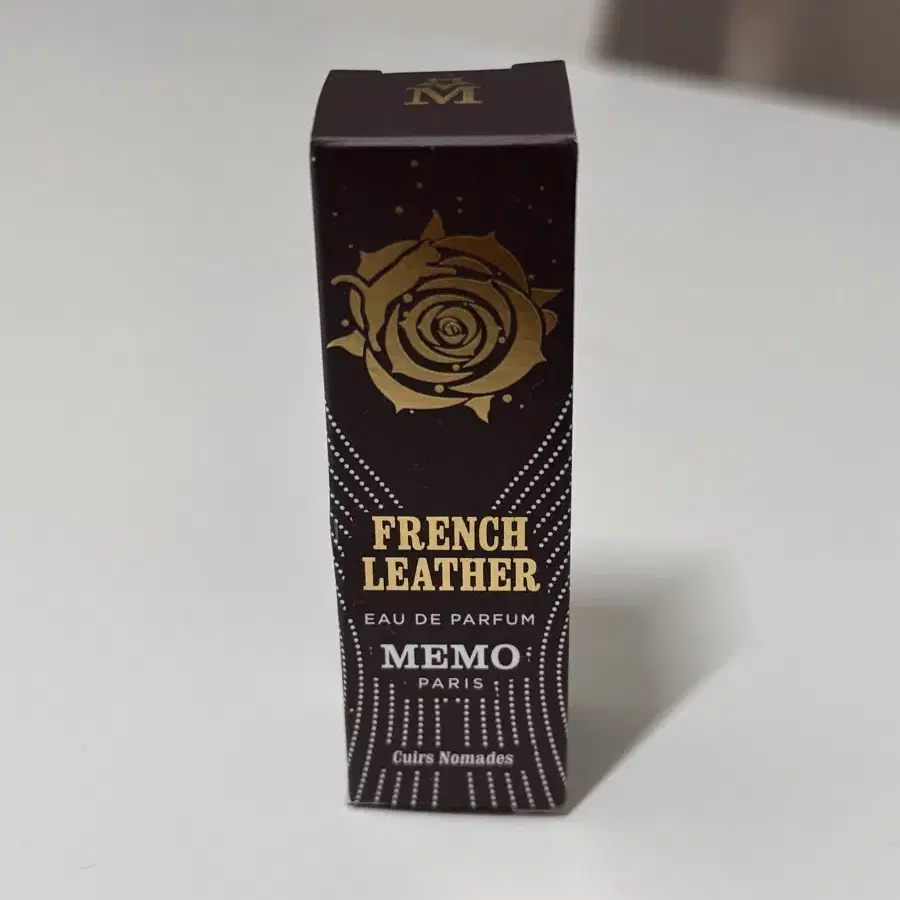 M
FRENCH
LEATHER
EAU DE PARFUM
MEMO
PARIS
Cuirs Nomades